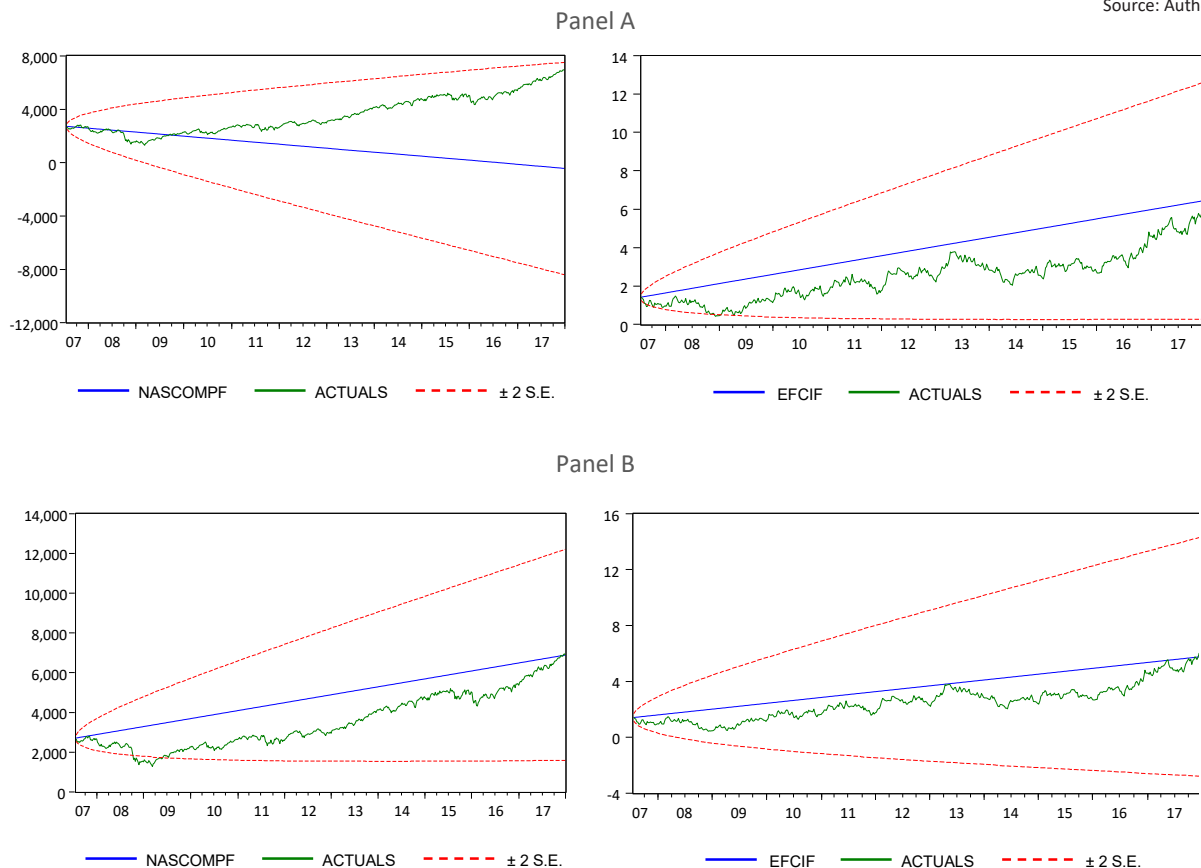 Source: Auth
Panel A
8,000
4,000
0
-4,000
-8,000
-12,000
07 08 09 10 11 12 13 14 15 16 17
NASCOMPF ACTUALS ± 2 S.E.
14
12
10
8
6
4
2
0
07 08 09 10 11 12 13 14 15 16 17
EFCIF ACTUALS ± 2 S.E.
Panel B
14,000
12,000
10,000
8,000
6,000
4,000
2,000
0
07 08 09 10 11 12 13 14 15 16 17
NASCOMPF ACTUALS ± 2 S.E.
16
12
8
4
0
-4
07 08 09 10 11 12 13 14 15 16 17
EFCIF ACTUALS ± 2 S.E.